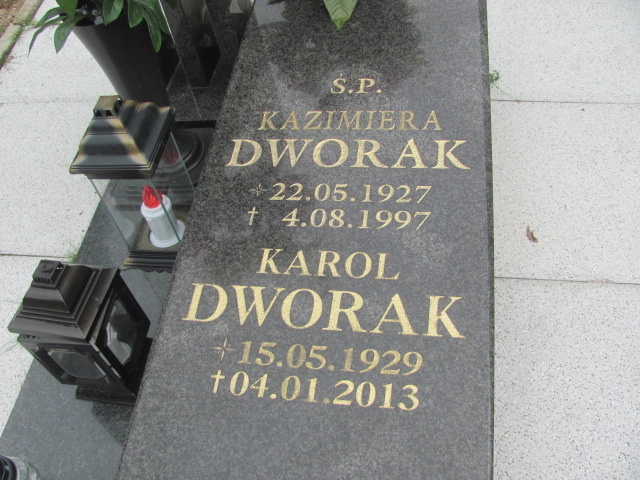 Ś.P.
KAZIMIERA
DWORAK
✧ 22.05.1927
† 4.08.1997
KAROL
DWORAK
✧ 15.05.1929
† 04.01.2013